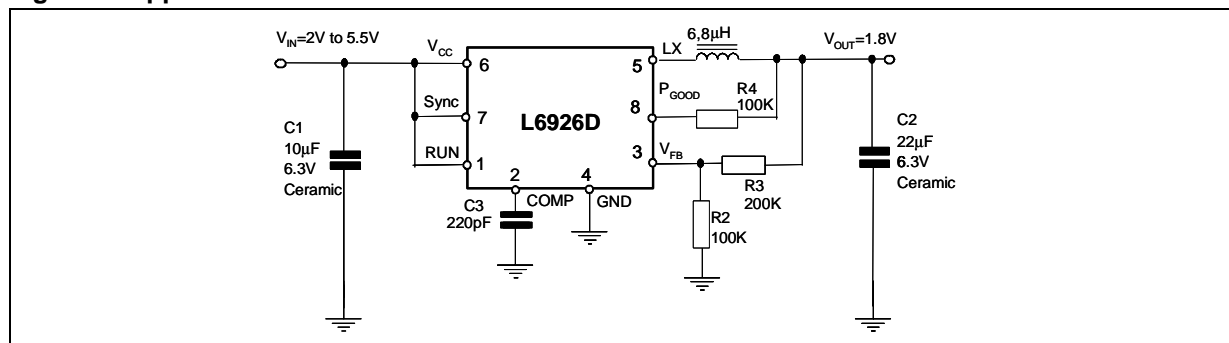 V_IN=2V to 5.5V
V_CC
6
Sync
7
RUN
1
C1
10μF
6.3V
Ceramic
L6926D
2
COMP
4
GND
C3
220pF
LX
5
6,8μH
P_GOOD
8
R4
100K
V_FB
3
R3
200K
R2
100K
V_OUT=1.8V
C2
22μF
6.3V
Ceramic